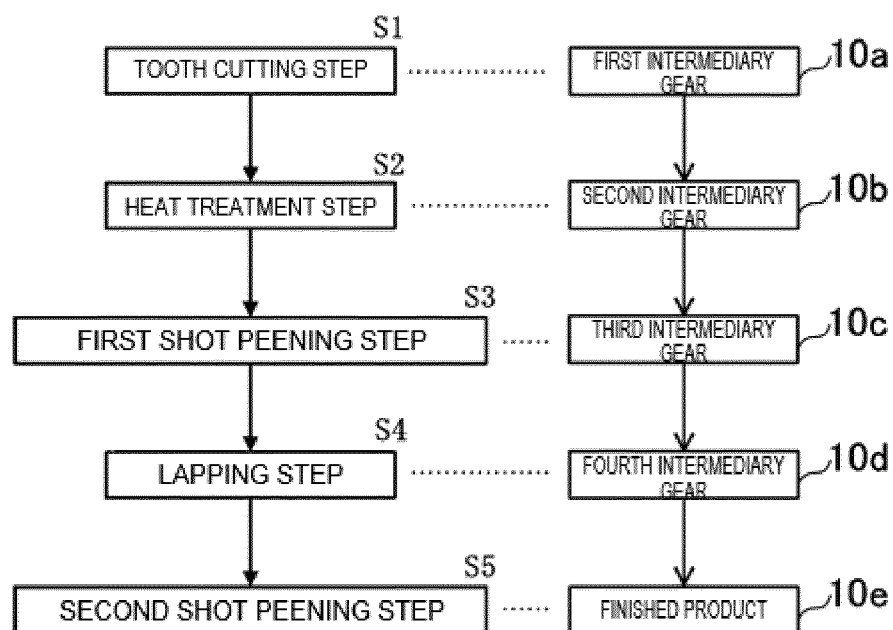 S1
TOOTH CUTTING STEP
FIRST INTERMEDIARY
GEAR
10a
S2
HEAT TREATMENT STEP
SECOND INTERMEDIARY
GEAR
10b
S3
FIRST SHOT PEENING STEP
THIRD INTERMEDIARY
GEAR
10c
S4
LAPPING STEP
FOURTH INTERMEDIARY
GEAR
10d
S5
SECOND SHOT PEENING STEP
FINISHED PRODUCT
10e